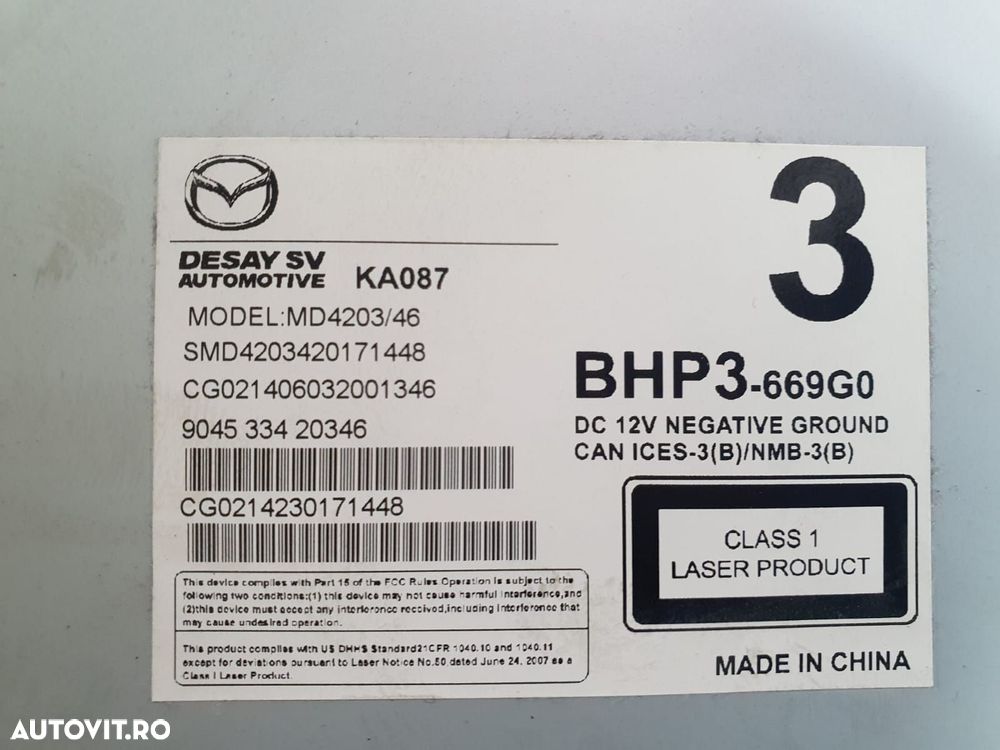 3
DESAY SV
AUTOMOTIVE KA087
MODEL:MD4203/46
SMD4203420171448
CG021406032001346
9045 334 20346
CG0214230171448
BHP3-669G0
DC 12V NEGATIVE GROUND
CAN ICES-3(B)/NMB-3(B)
CLASS 1
LASER PRODUCT
This device complies with Part 15 of the FCC Rules Operation is subject to the
following two conditions:(1) this device may not cause harmful interference,and
(2)this device must accept any interference received,including interference that
may cause undesired operation.
This product complies with US DHHS Standard21CFR 1040.10 and 1040.11
except for deviations pursuant to Laser Notice No.50 dated June 24, 2007 as a
Class I Laser Product.
MADE IN CHINA
AUTOVIT.RO